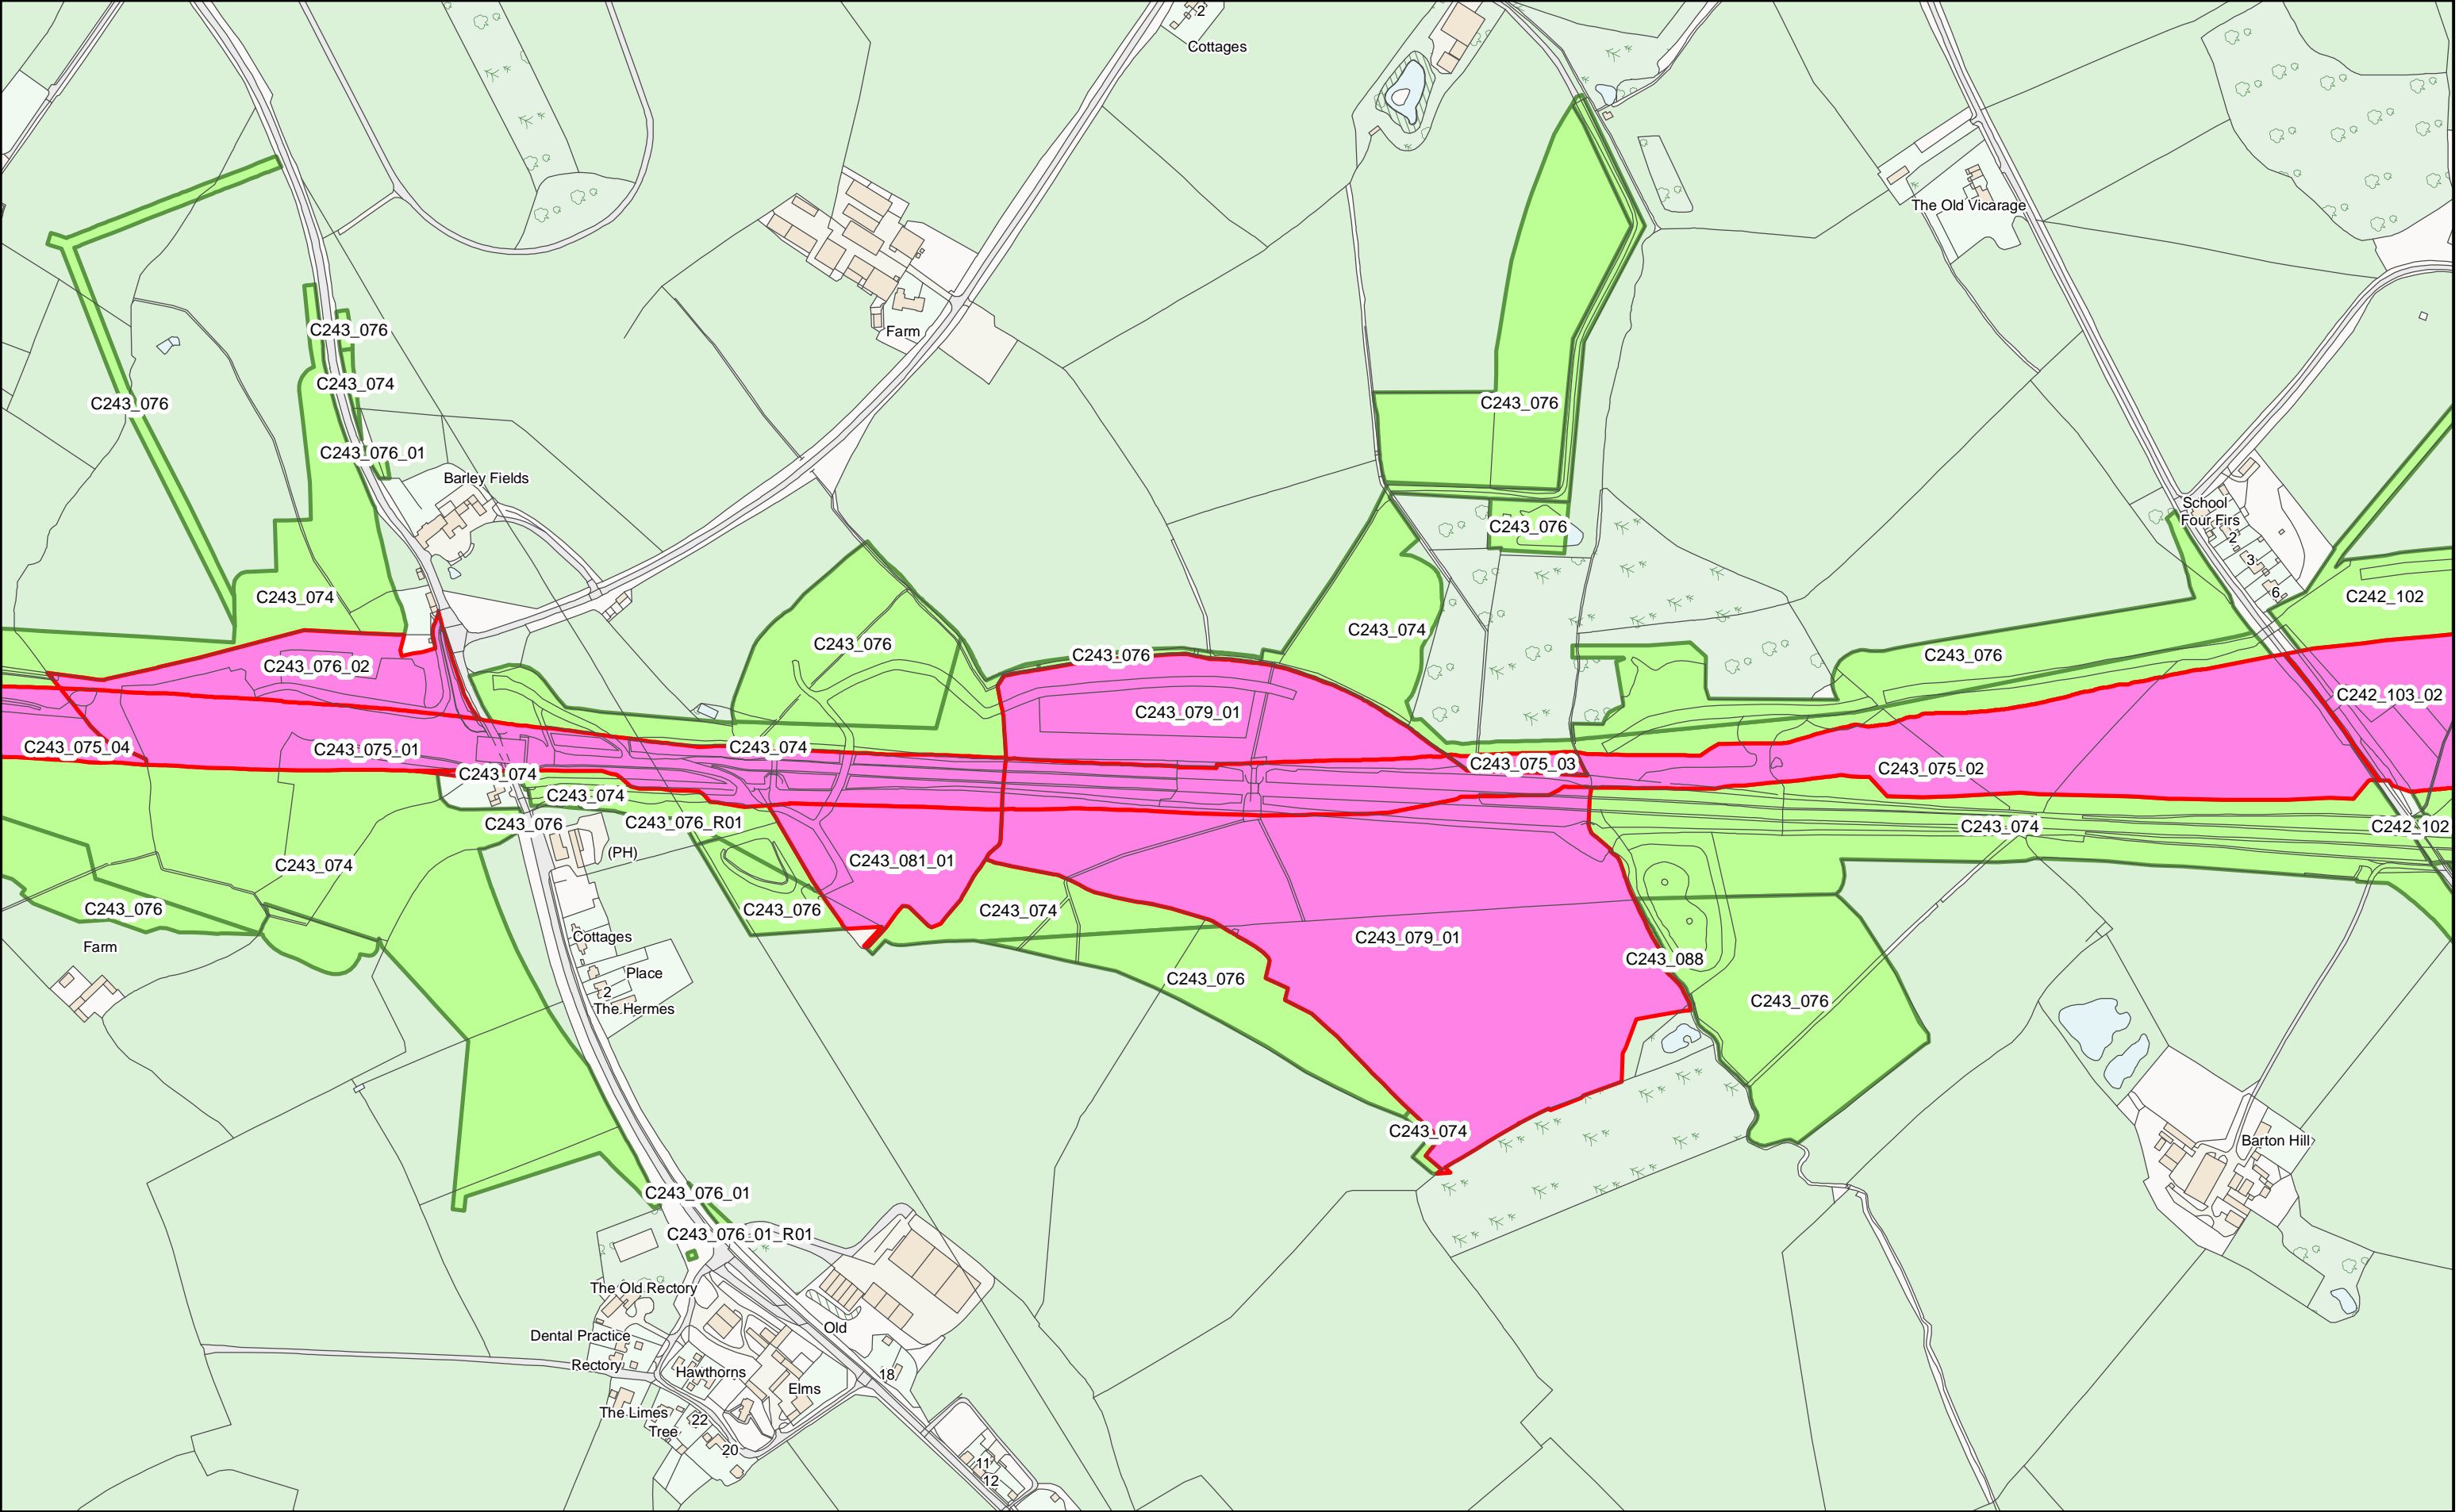 2
Cottages
The Old Vicarage
C243_076
Farm
C243_074
C243_076
C243_076
C243_076_01
Barley Fields
School
Four Firs
2
3
6
C243_076
C243_074
C242_102
C243_074
C243_076
C243_076
C243_076
C243_076_02
C242_103_02
C243_079_01
C243_075_04
C243_075_01
C243_074
C243_075_03
C243_075_02
C243_074
C243_074
C243_076
C243_076_R01
C243_074
C242_102
(PH)
C243_074
C243_081_01
C243_076
C243_076
C243_074
Farm
Cottages
C243_079_01
C243_088
Place
C243_076
2
The Hermes
C243_076
C243_074
Barton Hill
C243_076_01
C243_076_01_R01
The Old Rectory
Old
Dental Practice
Rectory
Hawthorns
18
Elms
The Limes
22
Tree
20
11
12